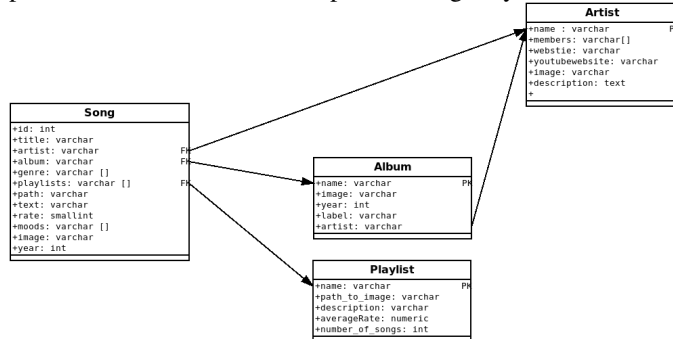 Artist
+name : varchar
+members: varchar[]
+webstie: varchar
+youtubewebsite: varchar
+image: varchar
+description: text
+
Song
+id: int
+title: varchar
+artist: varchar FK
+album: varchar FK
+genre: varchar []
+playlists: varchar [] FK
+path: varchar
+text: varchar
+rate: smallint
+moods: varchar []
+image: varchar
+year: int
Album
+name: varchar PK
+image: varchar
+year: int
+label: varchar
+artist: varchar
Playlist
+name: varchar PK
+path_to_image: varchar
+description: varchar
+averageRate: numeric
+number_of_songs: int